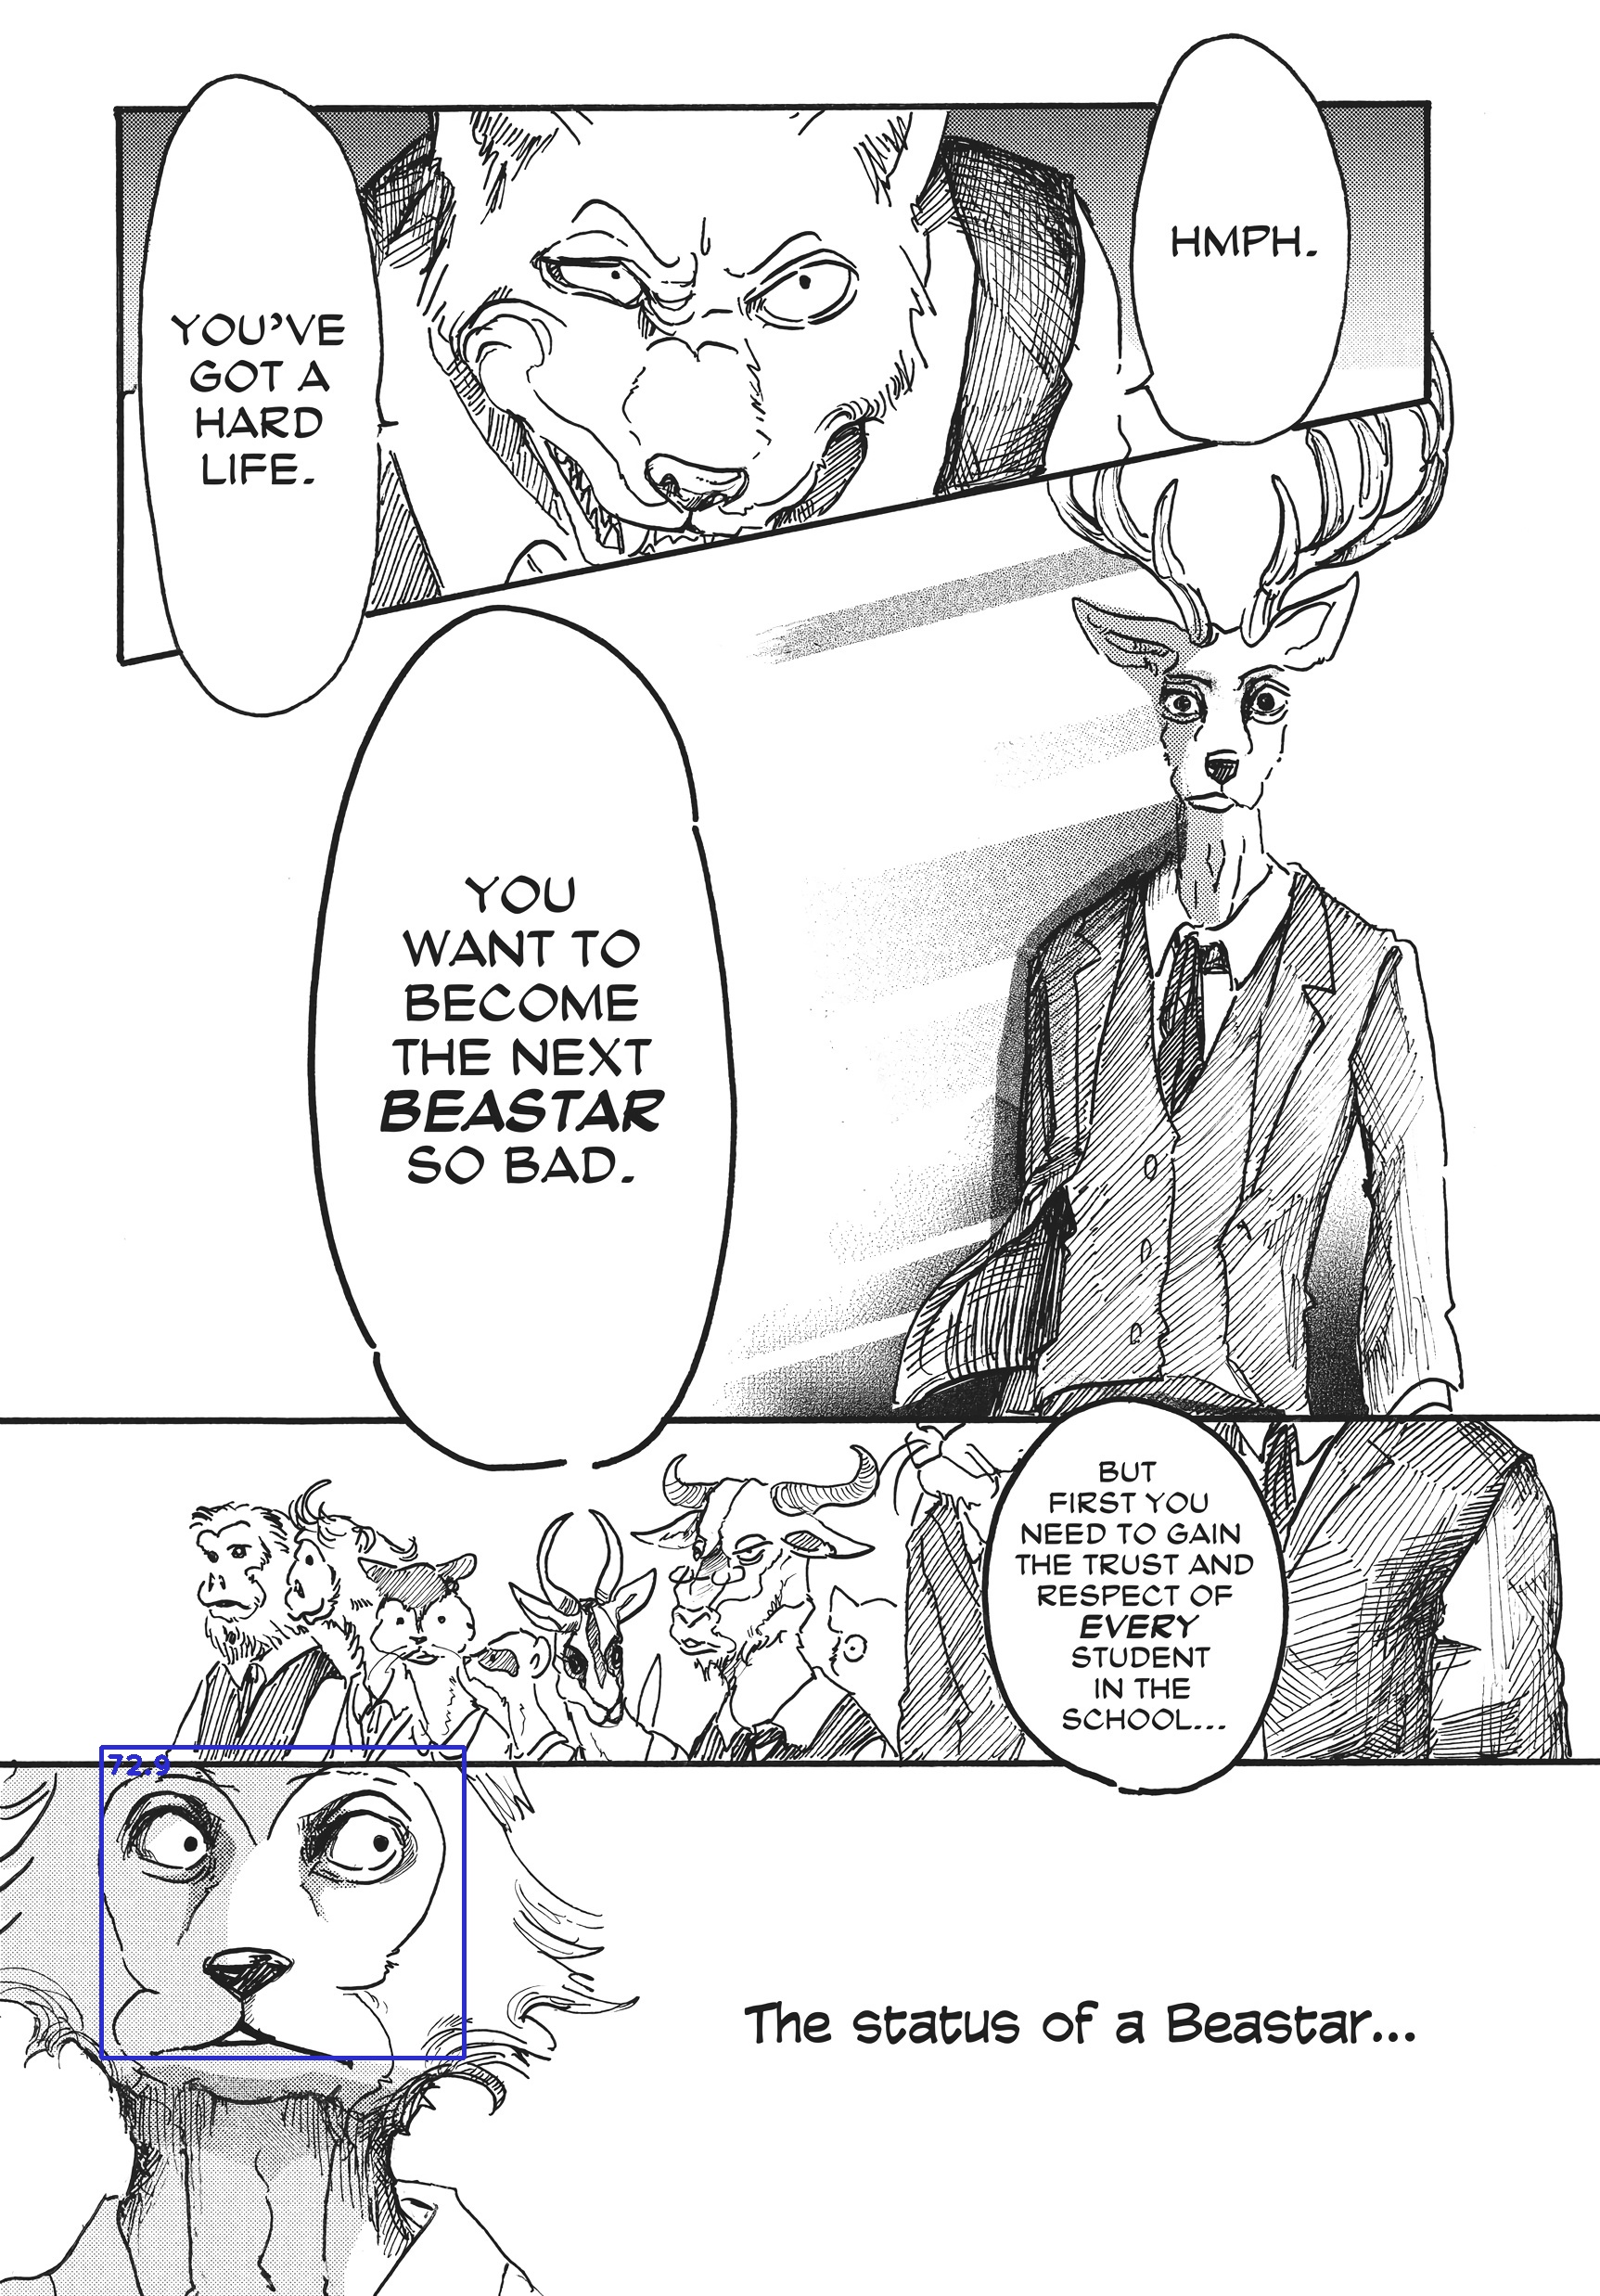 HMPH.
YOU'VE
GOT A
HARD
LIFE.
YOU
WANT TO
BECOME
THE NEXT
BEASTAR
SO BAD.
BUT
FIRST YOU
NEED TO GAIN
THE TRUST AND
RESPECT OF
EVERY
STUDENT
IN THE
SCHOOL...
72.9
The status of a Beastar...